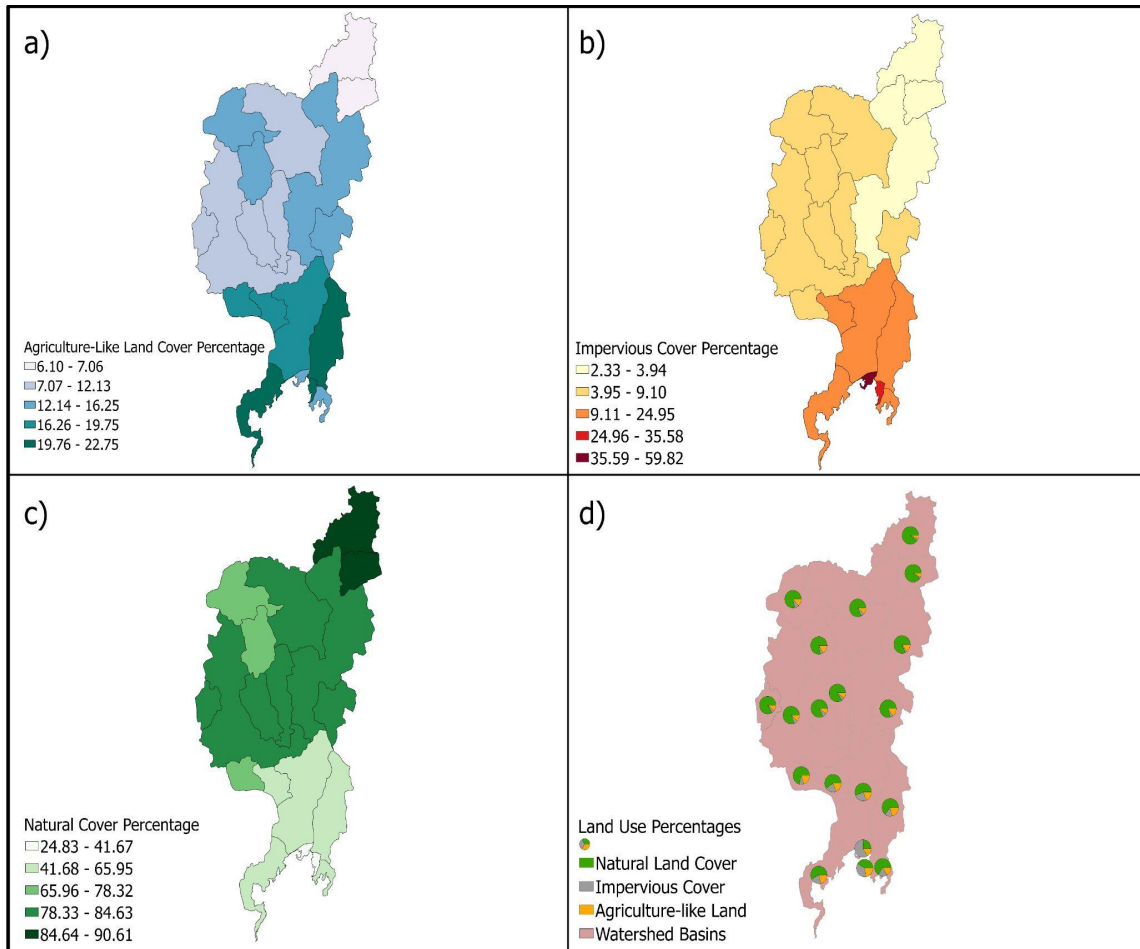 a)
Agriculture-Like Land Cover Percentage
6.10 - 7.06
7.07 - 12.13
12.14 - 16.25
16.26 - 19.75
19.76 - 22.75
b)
Impervious Cover Percentage
2.33 - 3.94
3.95 - 9.10
9.11 - 24.95
24.96 - 35.58
35.59 - 59.82
c)
Natural Cover Percentage
24.83 - 41.67
41.68 - 65.95
65.96 - 78.32
78.33 - 84.63
84.64 - 90.61
d)
Land Use Percentages
Natural Land Cover
Impervious Cover
Agriculture-like Land
Watershed Basins